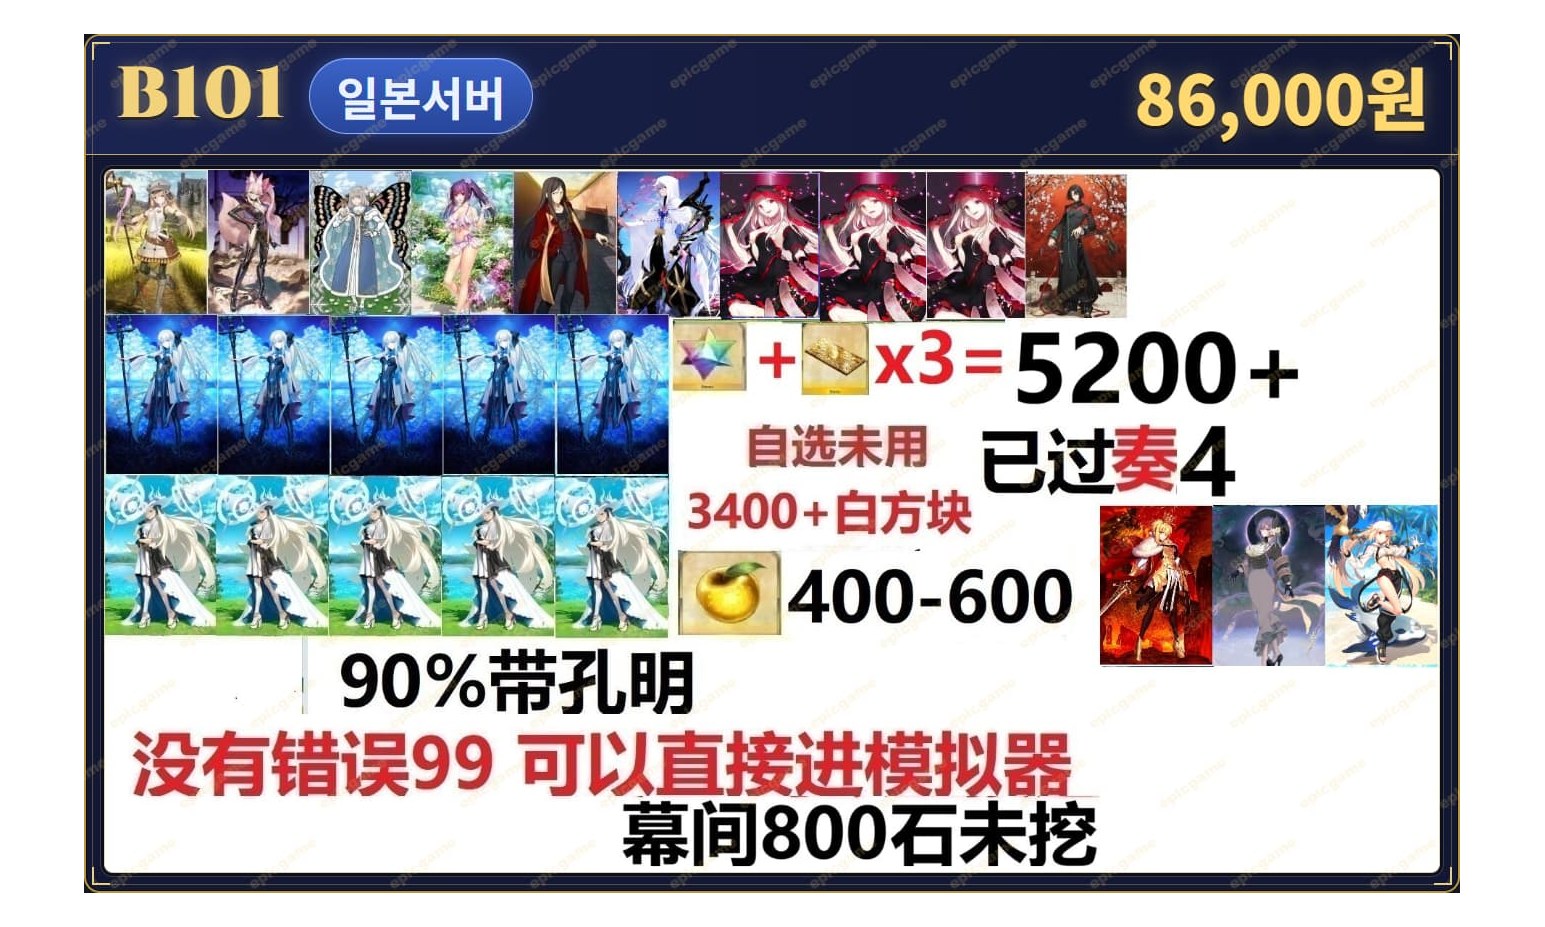 B101 일본서버 86,000원
+ x3= 5200+
自选未用
已过奏4
3400+白方块
400-600
90%带孔明
没有错误99 可以直接进模拟器
幕间800石未挖
epicgame